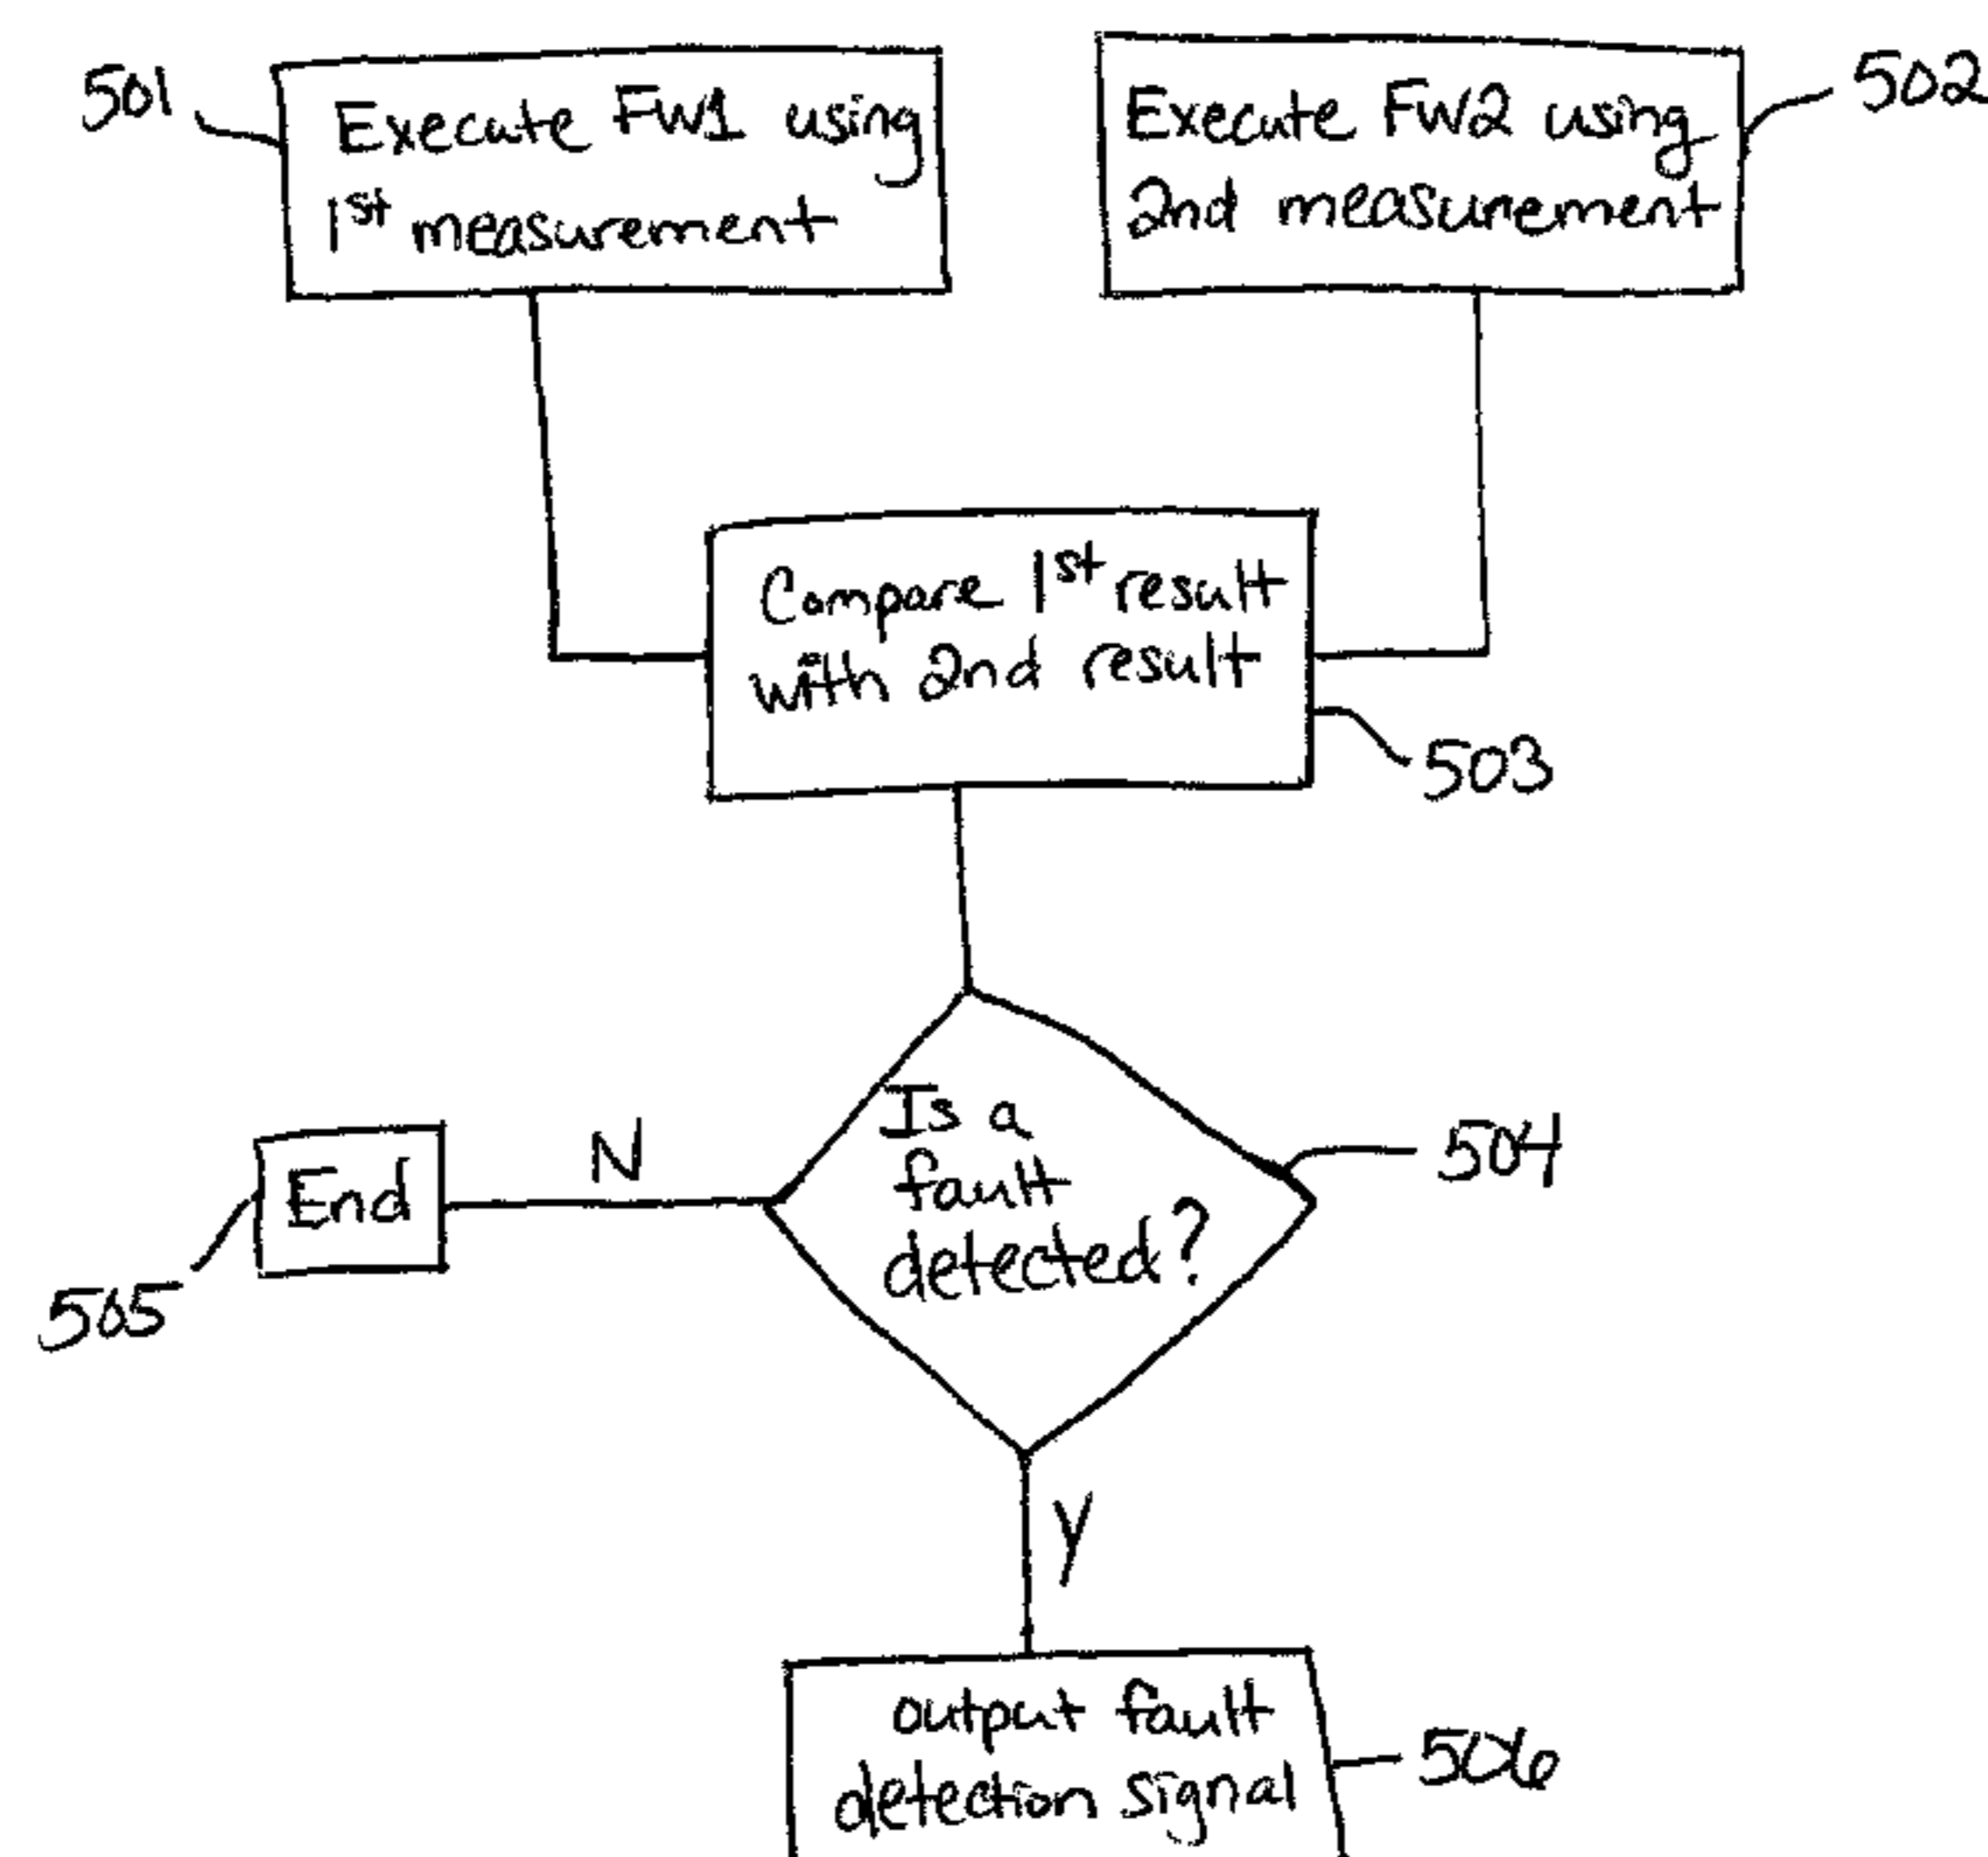 501
Execute FW1 using
1st measurement
Execute FW2 using
2nd measurement
502
Compare 1st result
with 2nd result
503
Is a
fault
detected?
504
N
End
505
Y
output fault
detection signal
506